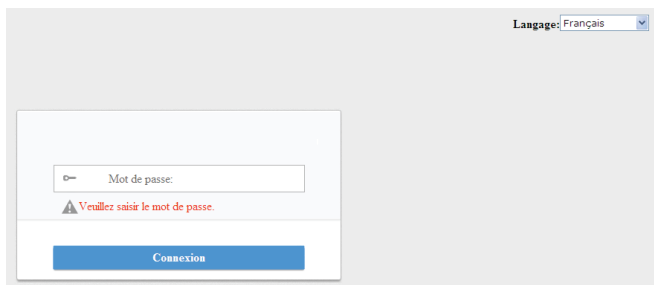 Langage: Français
Mot de passe:
Veuillez saisir le mot de passe.
Connexion